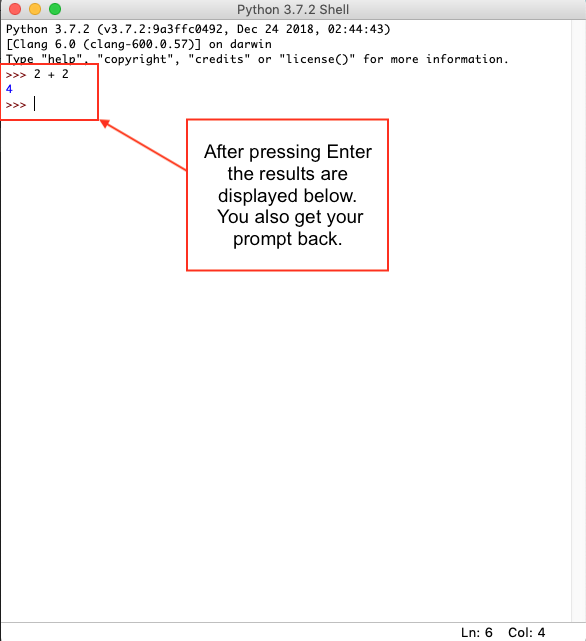 Python 3.7.2 Shell
Python 3.7.2 (v3.7.2:9a3ffc0492, Dec 24 2018, 02:44:43)
[Clang 6.0 (clang-600.0.57)] on darwin
Type "help", "copyright", "credits" or "license()" for more information.
>>> 2 + 2
4
>>>
After pressing Enter
the results are
displayed below.
You also get your
prompt back.
Ln: 6 Col: 4